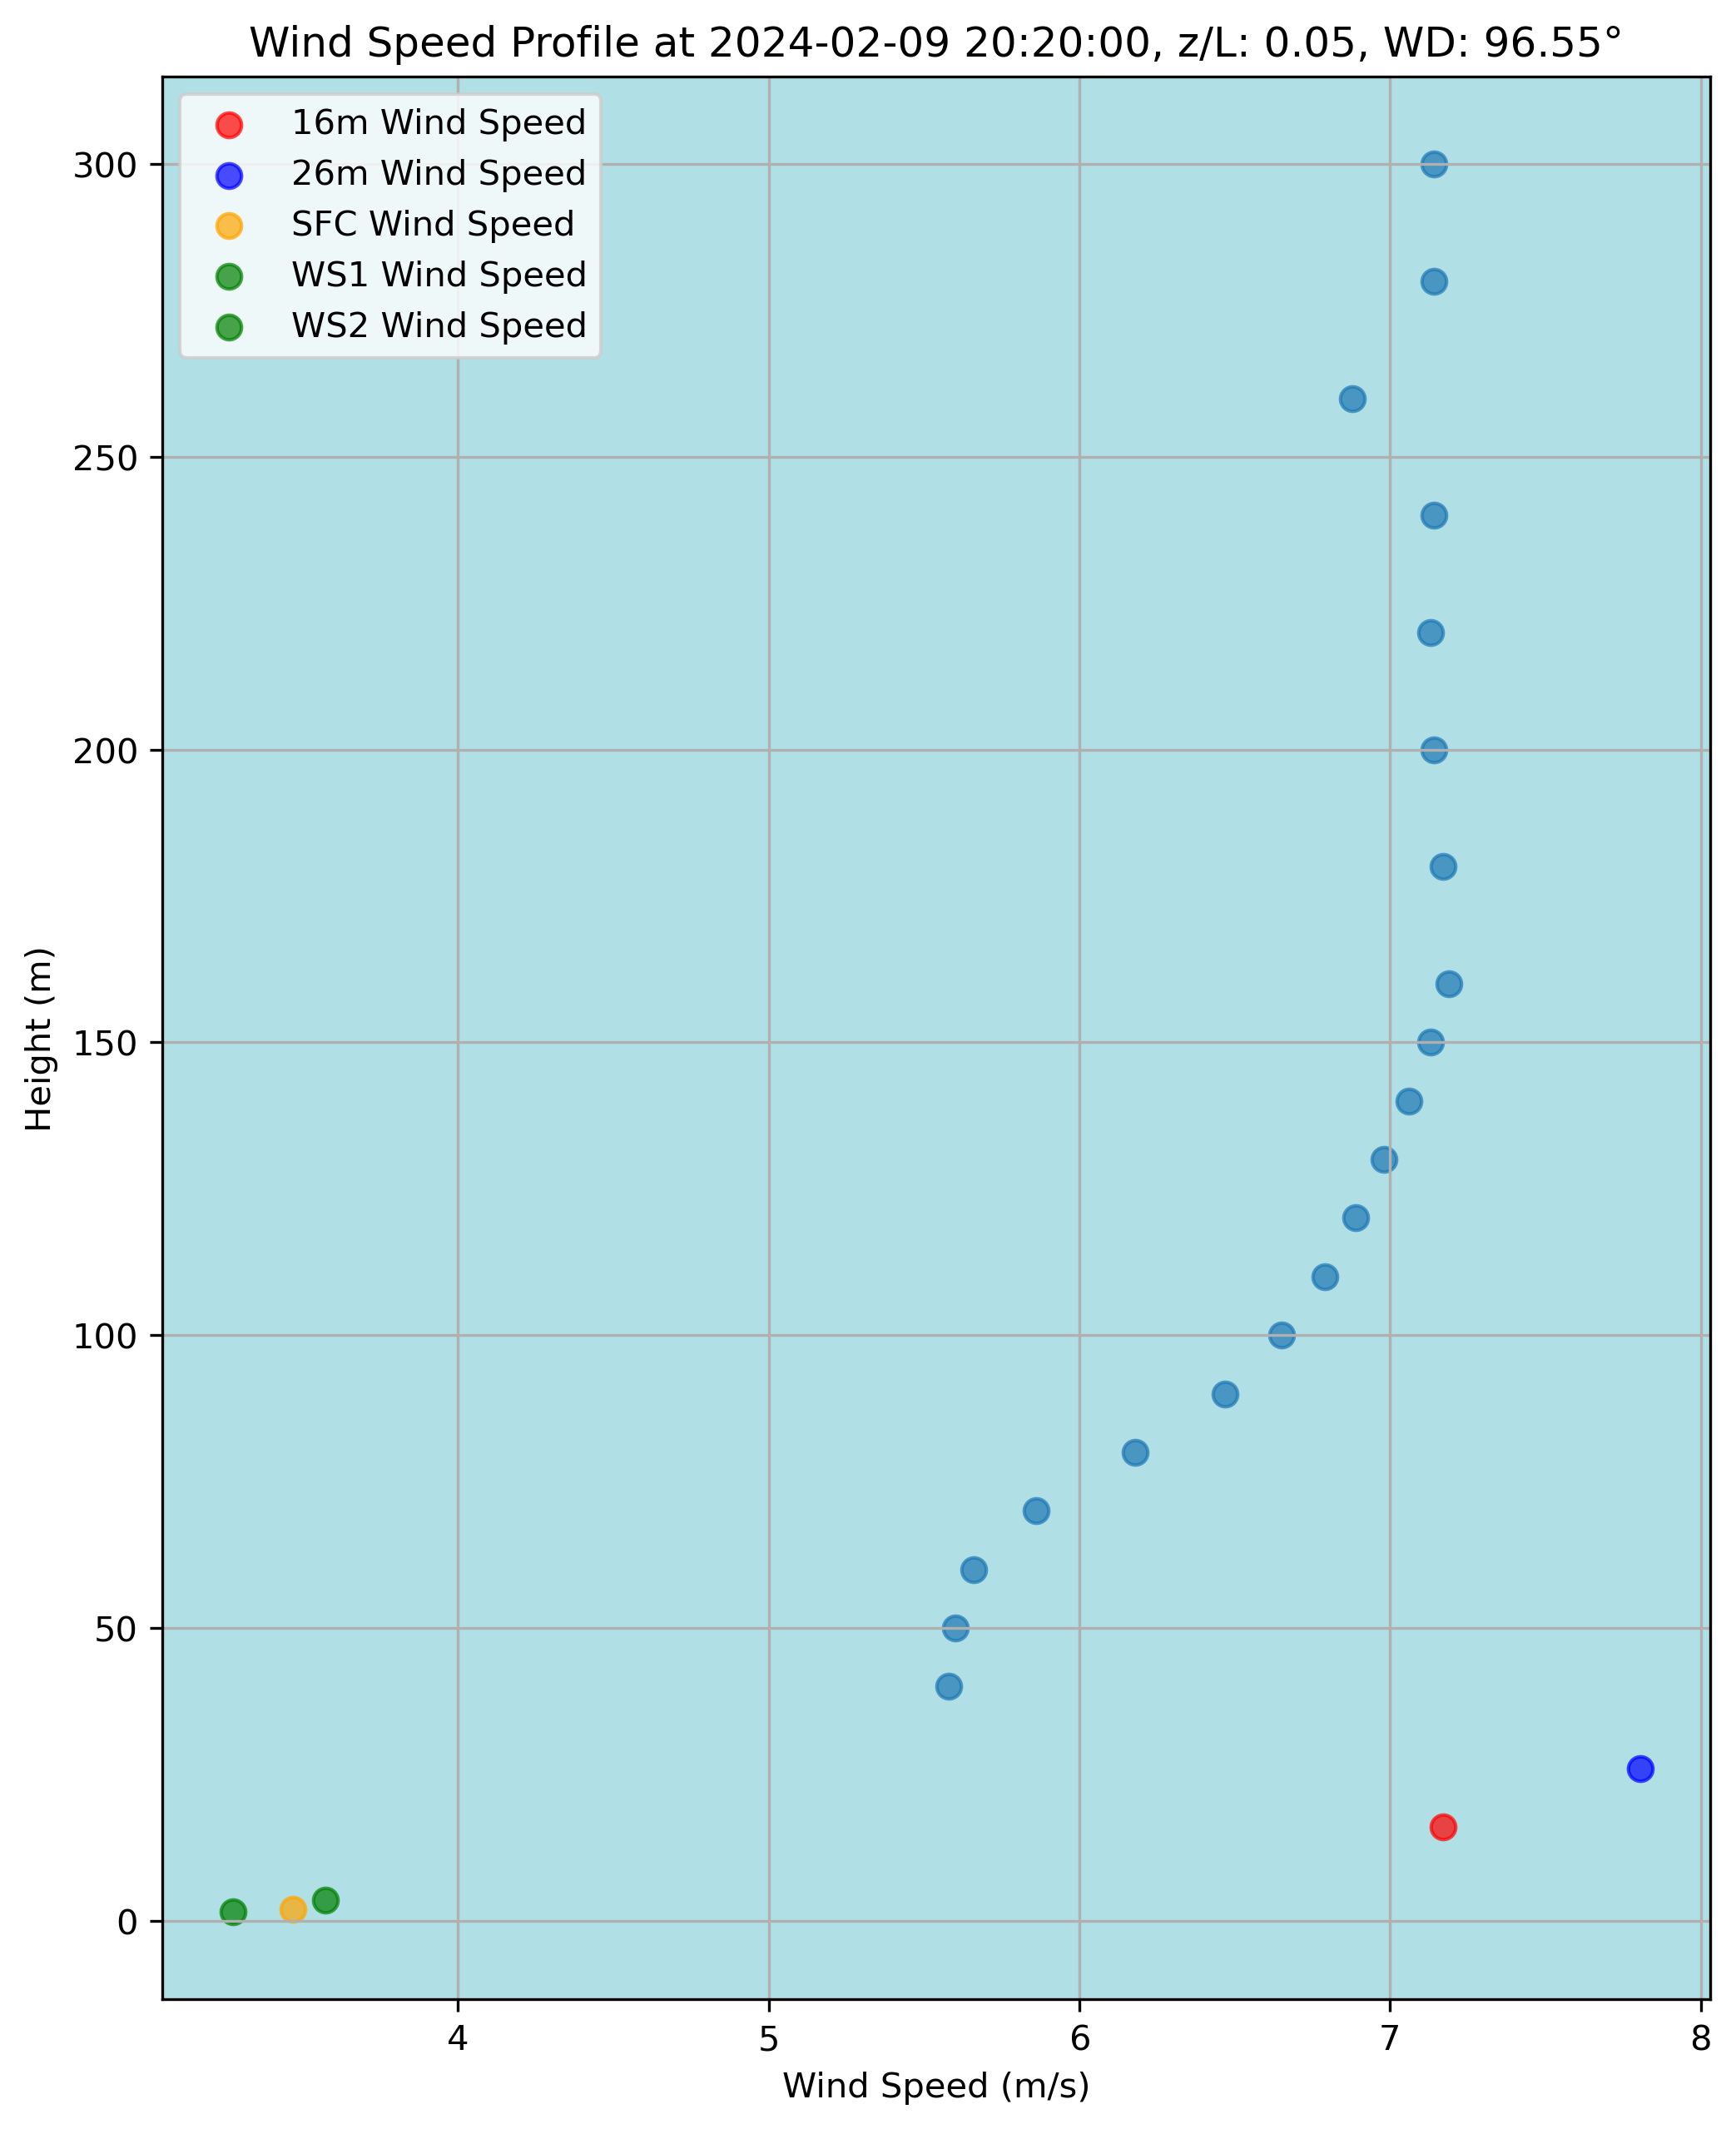 Wind Speed Profile at 2024-02-09 20:20:00, z/L: 0.05, WD: 96.55°
16m Wind Speed
26m Wind Speed
SFC Wind Speed
WS1 Wind Speed
WS2 Wind Speed
300
250
200
150
100
50
0
Height (m)
4 5 6 7 8
Wind Speed (m/s)